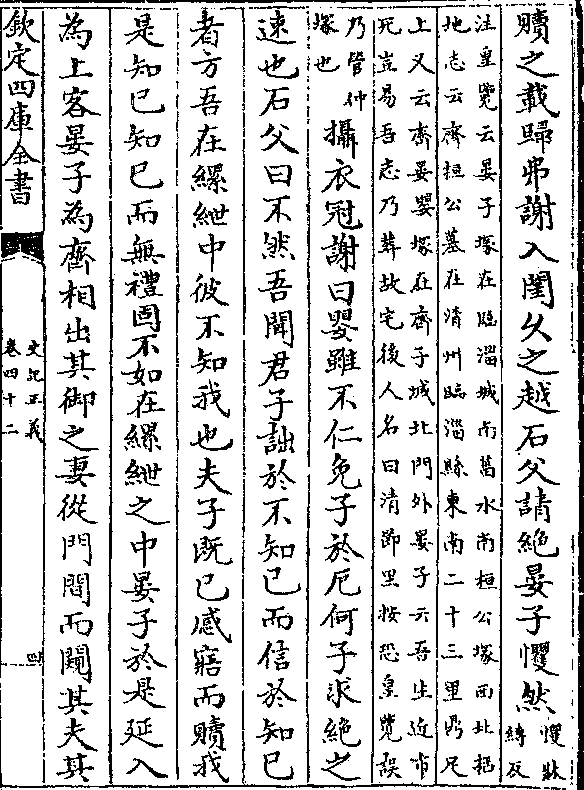 贖之載歸弗謝入閨久之越石父請絶晏子戄然戄牀縛反
注皇覽云晏子塚在臨淄城南菑水南桓公塚西北括
地志云齊桓公墓在清州臨淄縣東南二十三里鼎足
上又云齊晏嬰塚在齊子城北門外晏子云吾生近市
死豈易吾志乃葬故宅後人名曰清節里按恐皇覽誤
乃管仲塚也攝衣冠謝曰嬰雖不仁免子於厄何子求絶之
速也石父曰不然吾聞君子詘於不知已而信於知已
者方吾在縲紲中彼不知我也夫子既已感寤而贖我
是知已知已而無禮固不如在縲紲之中晏子於是延入
為上客晏子為齊相出其御之妻從門間而闚其夫其
欽定四庫全書
史記正義
卷四十二